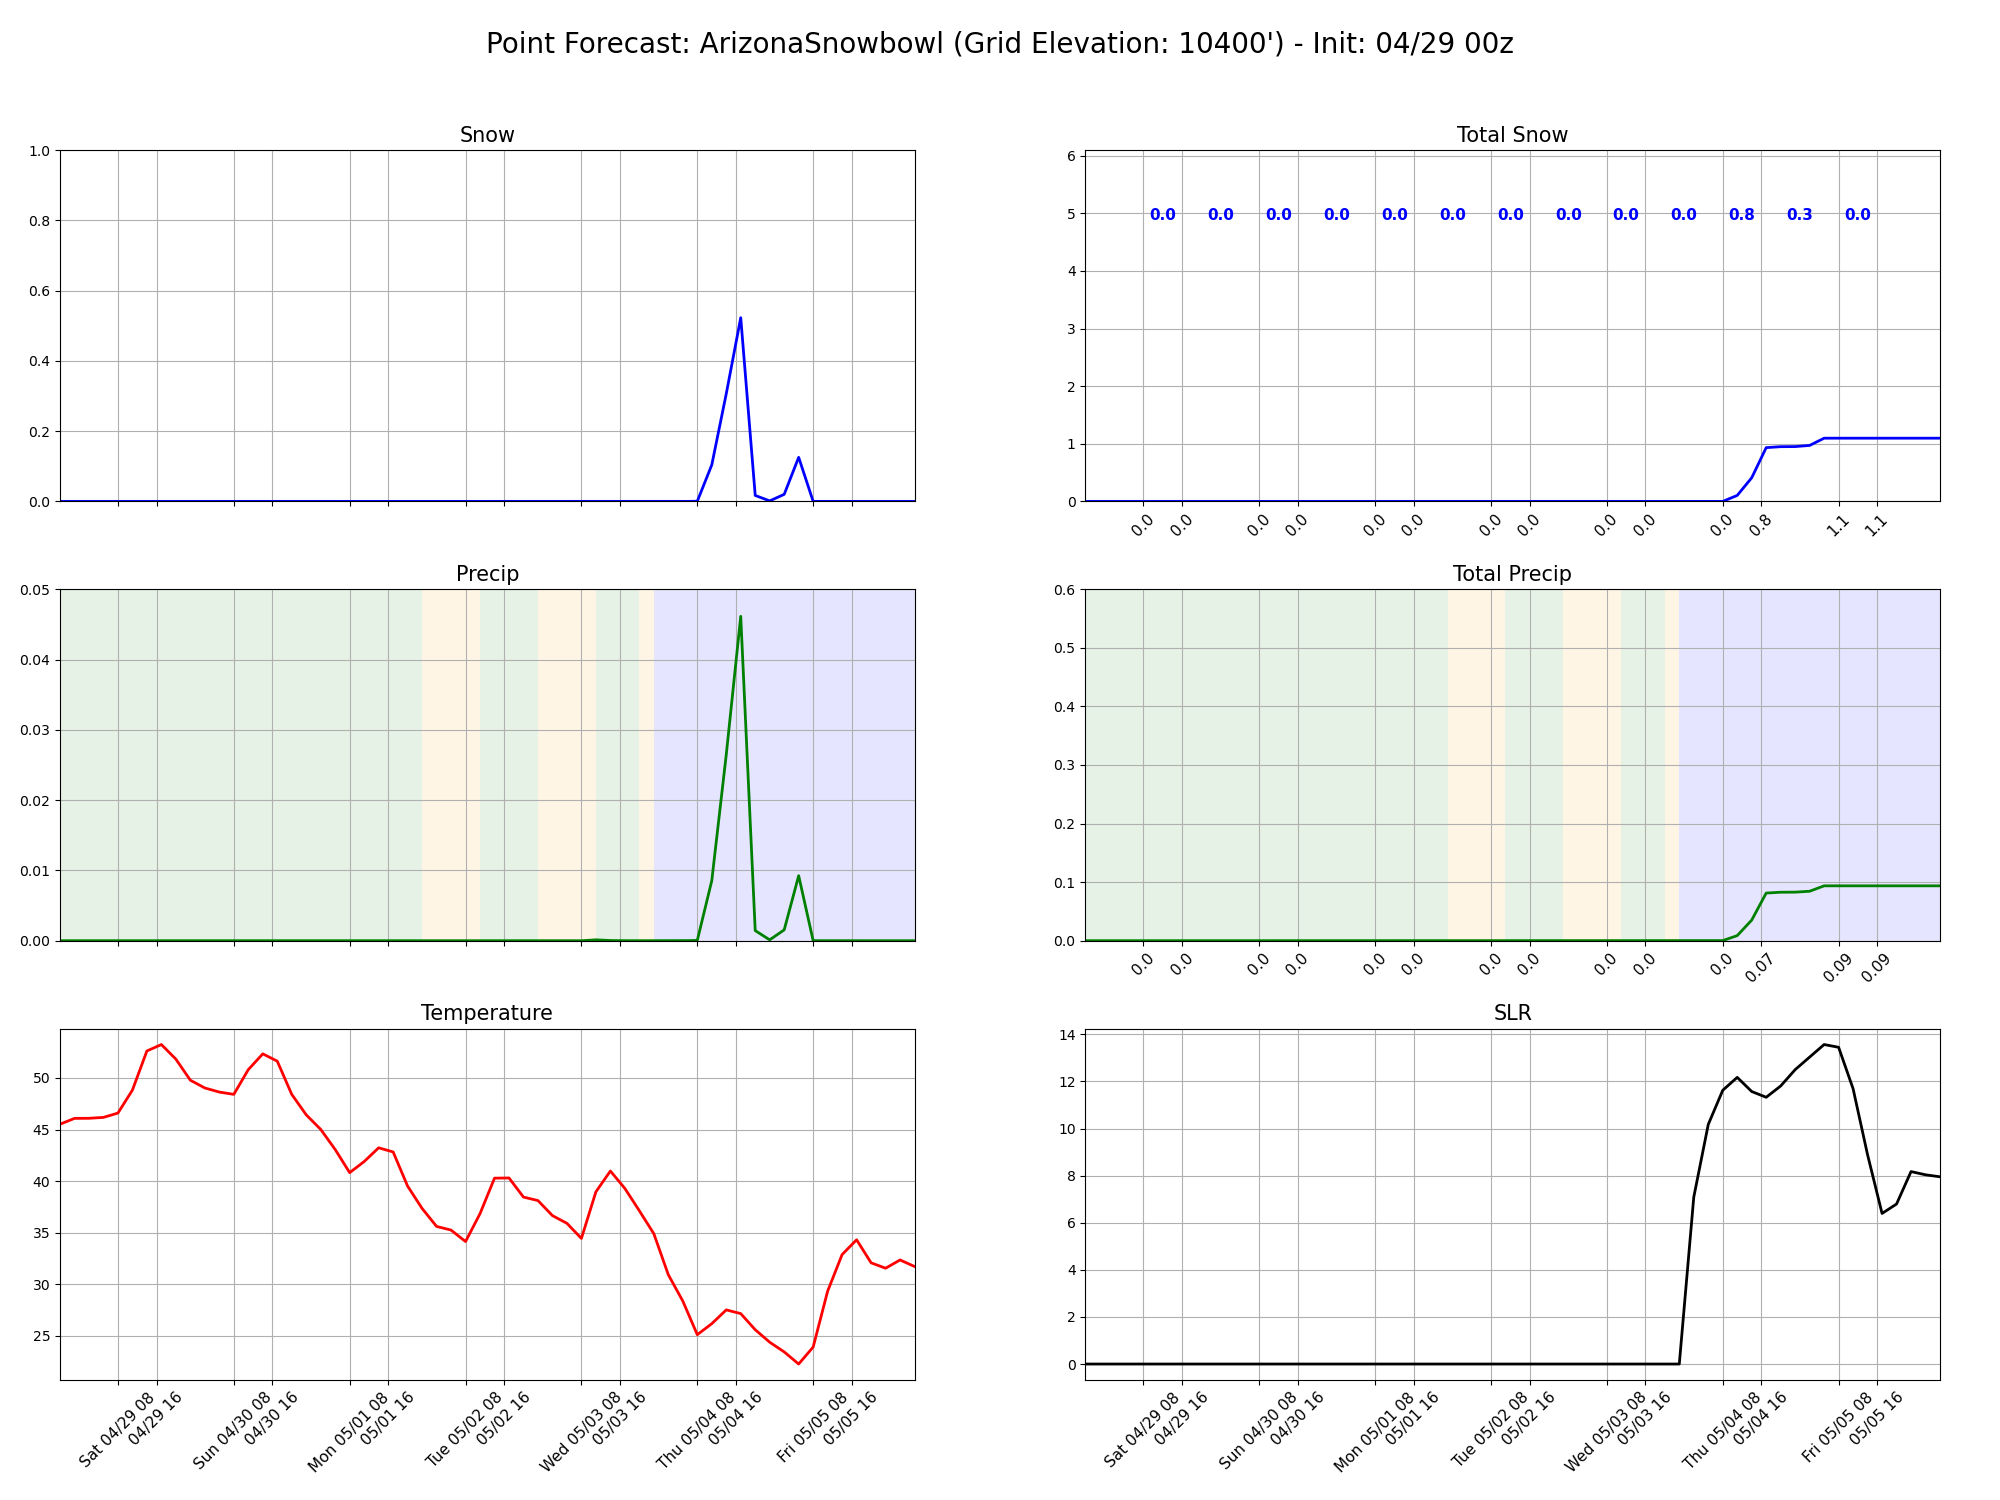 Point Forecast: ArizonaSnowbowl (Grid Elevation: 10400') - Init: 04/29 00z
Snow
1.0
0.8
0.6
0.4
0.2
0.0
Total Snow
6
5
4
3
2
1
0
0.0 0.0 0.0 0.0 0.0 0.0 0.0 0.0 0.0 0.0 0.8 0.3 0.0
0.0 0.0 0.0 0.0 0.0 0.0 0.0 0.0 0.0 0.0 0.0 0.8 1.1 1.1
Precip
0.05
0.04
0.03
0.02
0.01
0.00
Total Precip
0.6
0.5
0.4
0.3
0.2
0.1
0.0
0.0 0.0 0.0 0.0 0.0 0.0 0.0 0.0 0.0 0.0 0.0 0.07 0.09 0.09
Temperature
50
45
40
35
30
25
Sat 04/29 08
04/29 16
Sun 04/30 08
04/30 16
Mon 05/01 08
05/01 16
Tue 05/02 08
05/02 16
Wed 05/03 08
05/03 16
Thu 05/04 08
05/04 16
Fri 05/05 08
05/05 16
SLR
14
12
10
8
6
4
2
0
Sat 04/29 08
04/29 16
Sun 04/30 08
04/30 16
Mon 05/01 08
05/01 16
Tue 05/02 08
05/02 16
Wed 05/03 08
05/03 16
Thu 05/04 08
05/04 16
Fri 05/05 08
05/05 16